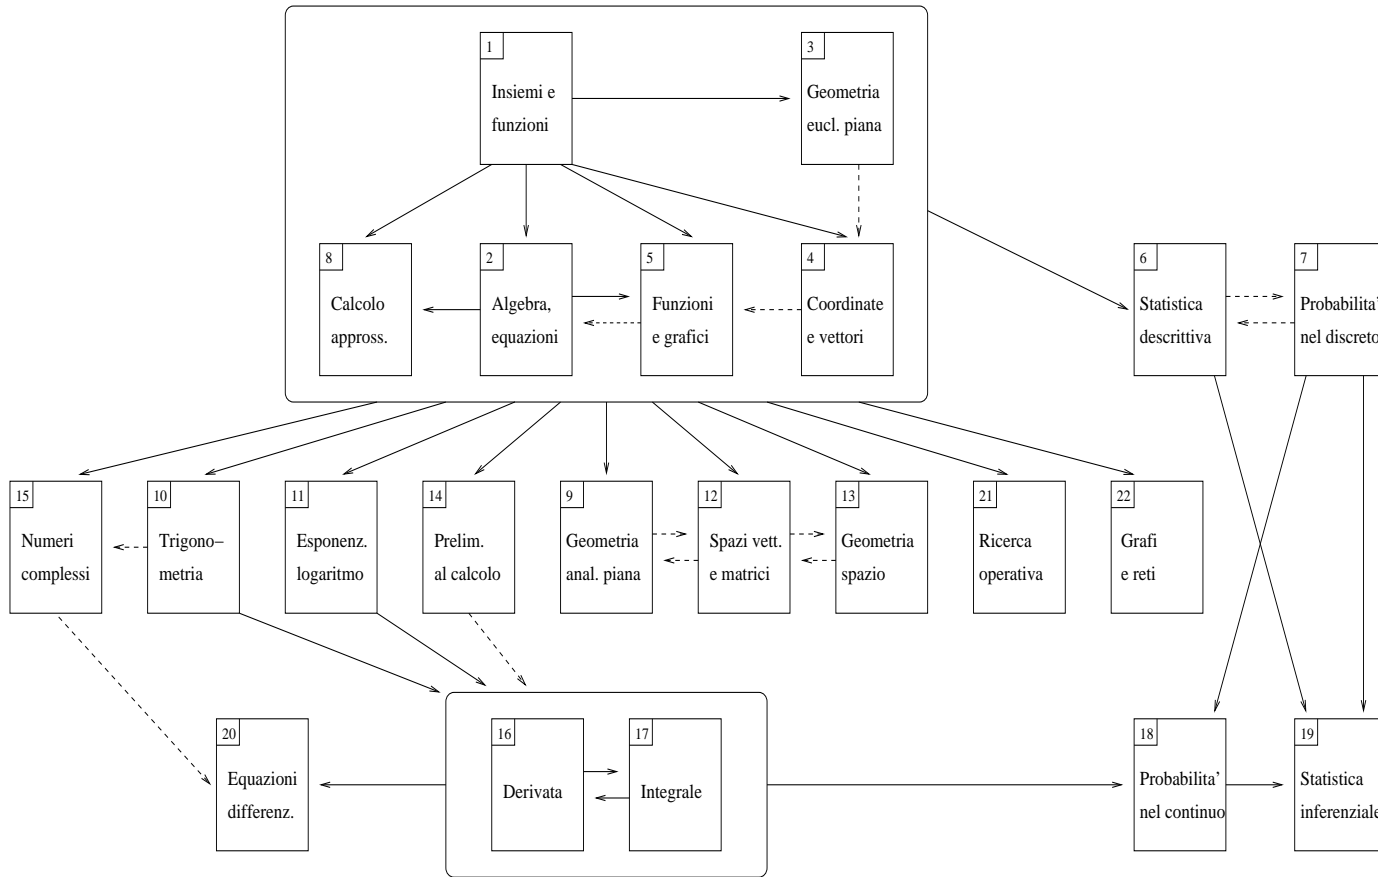 1
Insiemi e
funzioni
3
Geometria
eucl. piana
8
Calcolo
appross.
2
Algebra,
equazioni
5
Funzioni
e grafici
4
Coordinate
e vettori
6
Statistica
descrittiva
7
Probabilita'
nel discreto
15
Numeri
complessi
10
Trigono–
metria
11
Esponenz.
logaritmo
14
Prelim.
al calcolo
9
Geometria
anal. piana
12
Spazi vett.
e matrici
13
Geometria
spazio
21
Ricerca
operativa
22
Grafi
e reti
20
Equazioni
differenz.
16
Derivata
17
Integrale
18
Probabilita'
nel continuo
19
Statistica
inferenziale